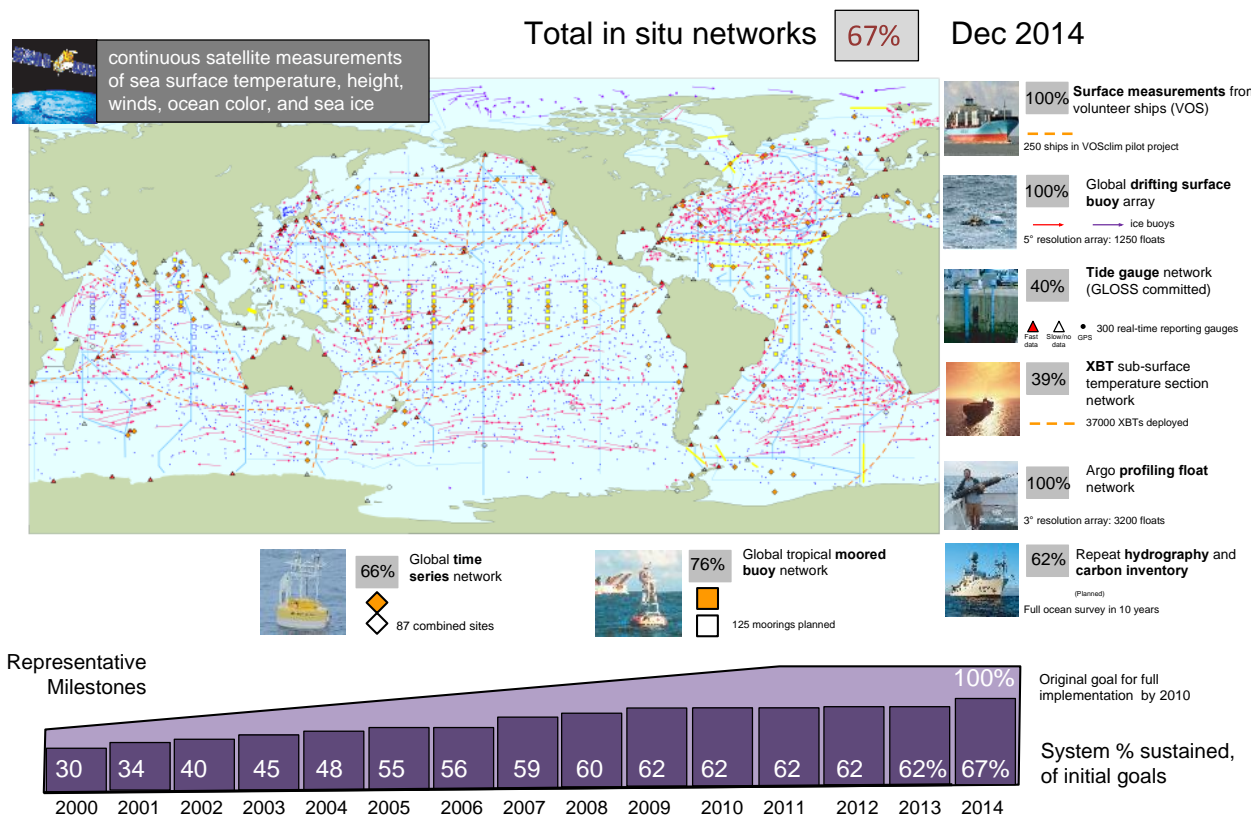 Total in situ networks 67% Dec 2014
continuous satellite measurements
of sea surface temperature, height,
winds, ocean color, and sea ice
100% Surface measurements from
volunteer ships (VOS)
250 ships in VOSclim pilot project
100% Global drifting surface
buoy array
ice buoys
5° resolution array: 1250 floats
40% Tide gauge network
(GLOSS committed)
300 real-time reporting gauges
Fast
data
Slow/no
data
GPS
39% XBT sub-surface
temperature section
network
37000 XBTs deployed
100% Argo profiling float
network
3° resolution array: 3200 floats
62% Repeat hydrography and
carbon inventory
(Planned)
Full ocean survey in 10 years
66% Global time
series network
87 combined sites
76% Global tropical moored
buoy network
125 moorings planned
Representative
Milestones
100%
Original goal for full
implementation by 2010
30 34 40 45 48 55 56 59 60 62 62 62 62 62% 67%
System % sustained,
of initial goals
2000 2001 2002 2003 2004 2005 2006 2007 2008 2009 2010 2011 2012 2013 2014